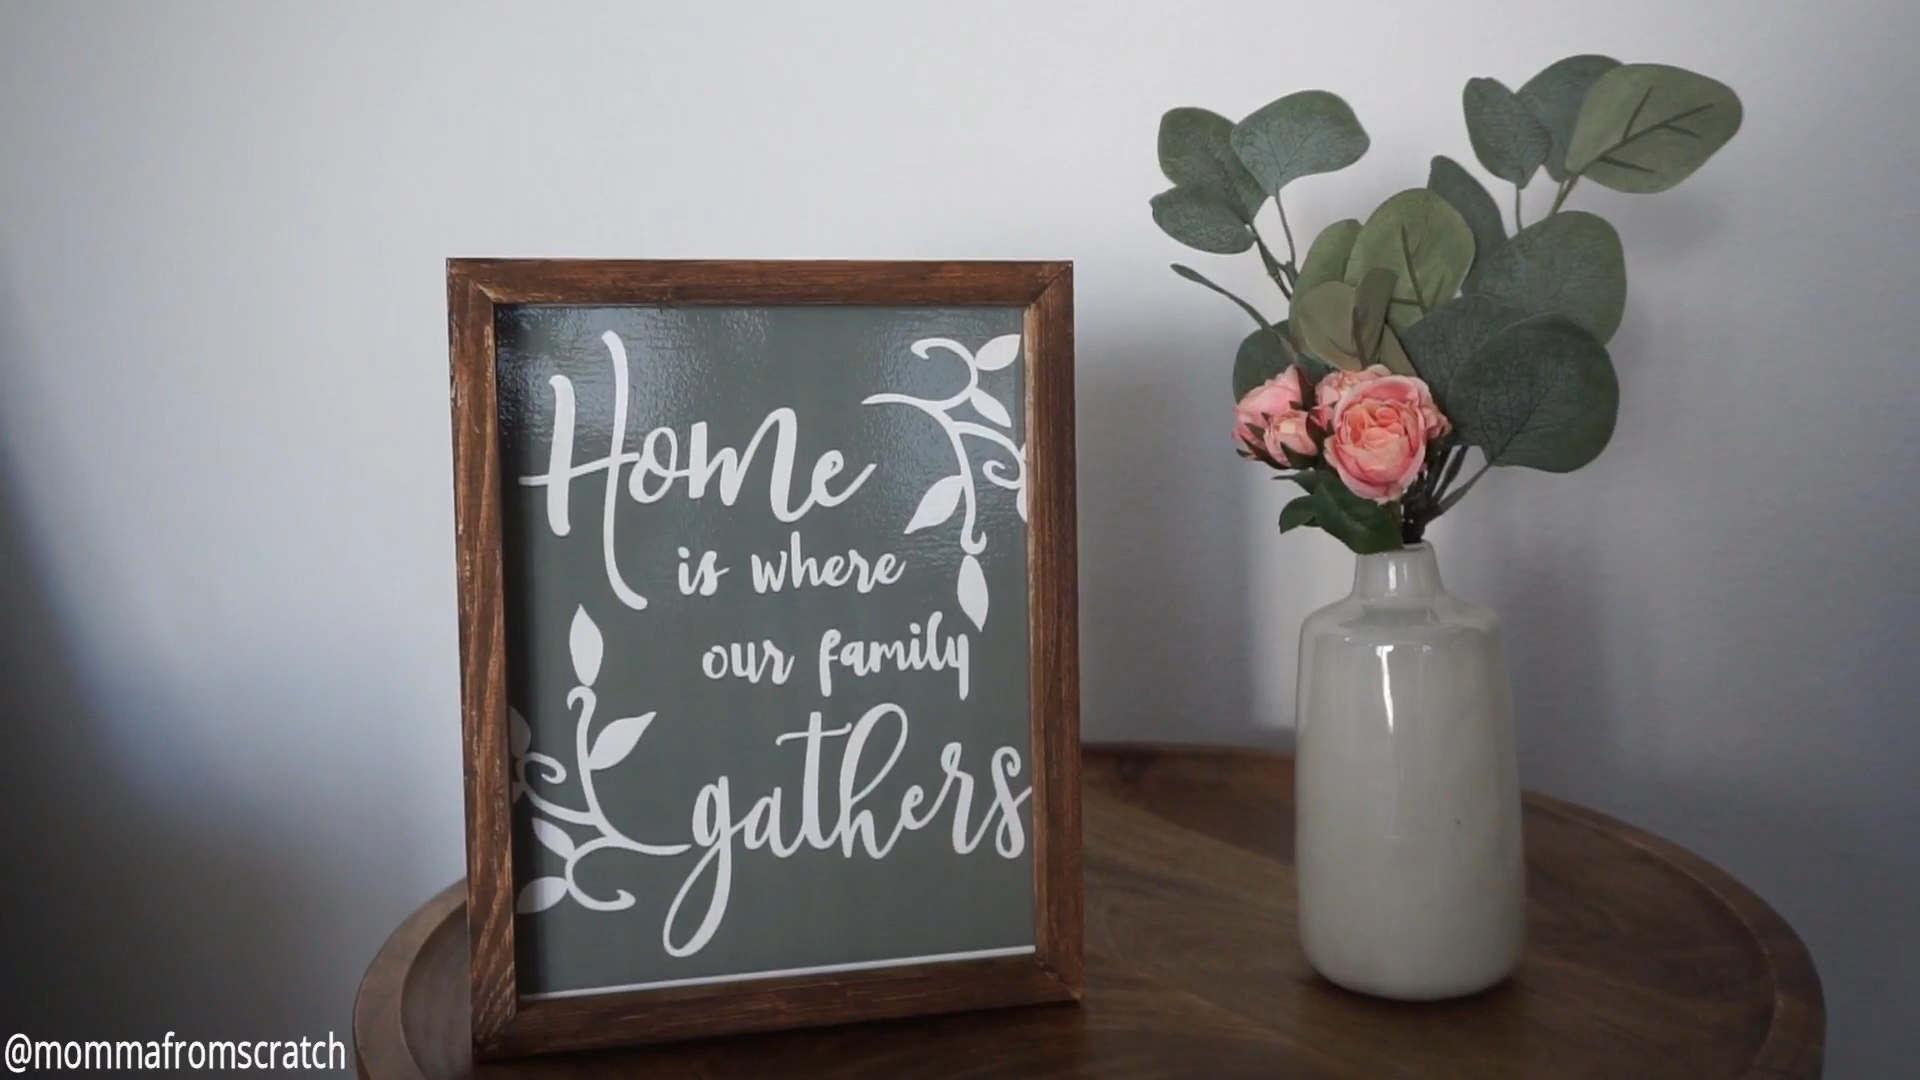 Home
is where
our family
gathers
@mommafromscratch